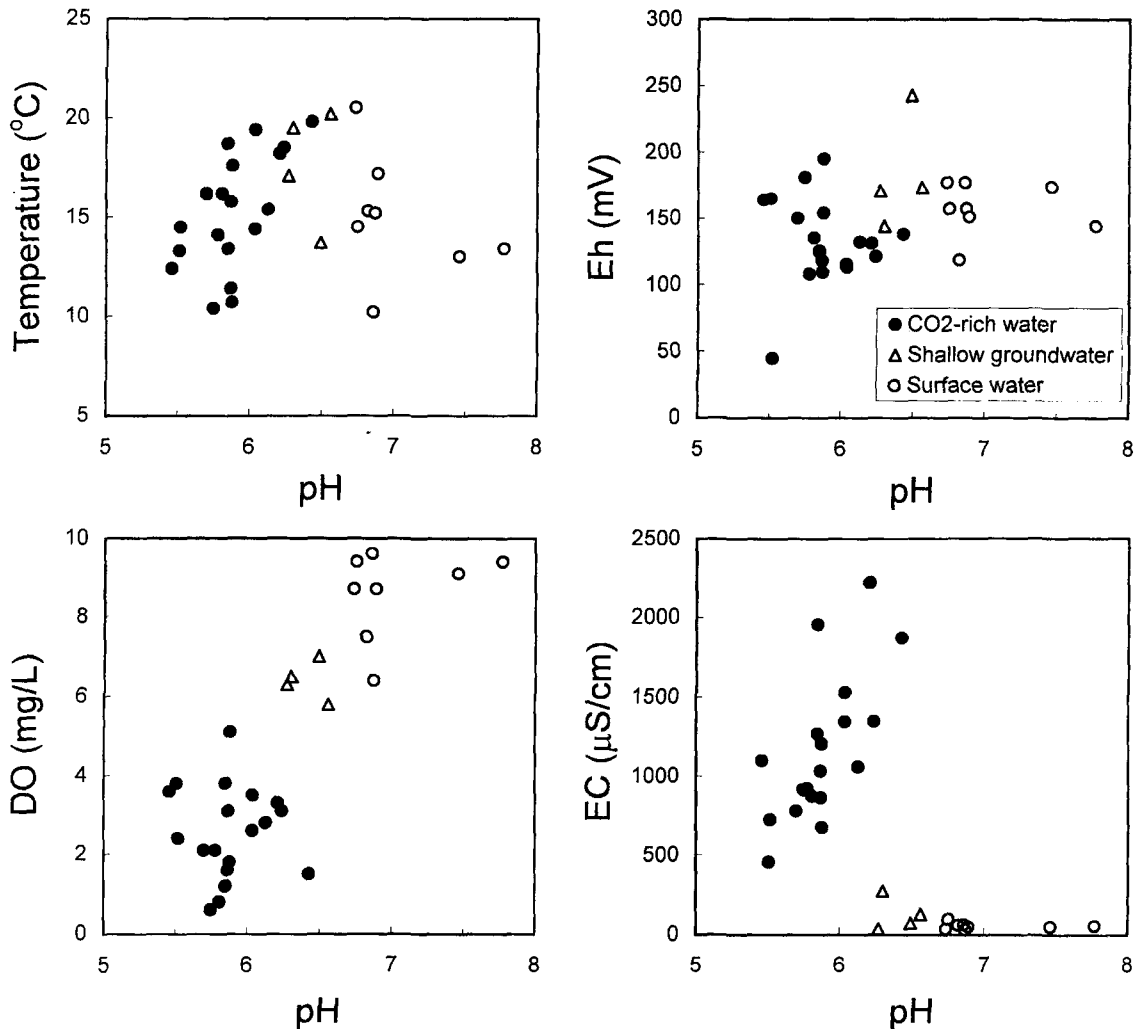 25
20
15
10
5
Temperature (°C)
5 6 7 8
pH
300
250
200
150
100
50
0
Eh (mV)
CO2-rich water
Shallow groundwater
Surface water
5 6 7 8
pH
10
8
6
4
2
0
DO (mg/L)
5 6 7 8
pH
2500
2000
1500
1000
500
0
EC (μS/cm)
5 6 7 8
pH